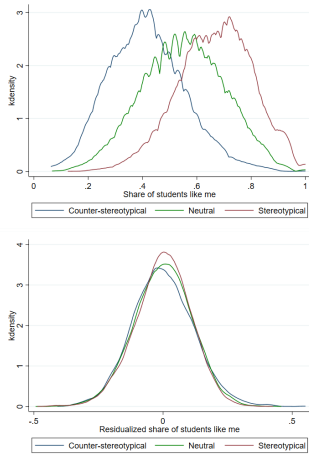 3
2
1
0
kdensity
0 .2 .4 .6 .8 1
Share of students like me
Counter-stereotypical Neutral Stereotypical
4
3
2
1
0
kdensity
-.5 0 .5
Residualized share of students like me
Counter-stereotypical Neutral Stereotypical